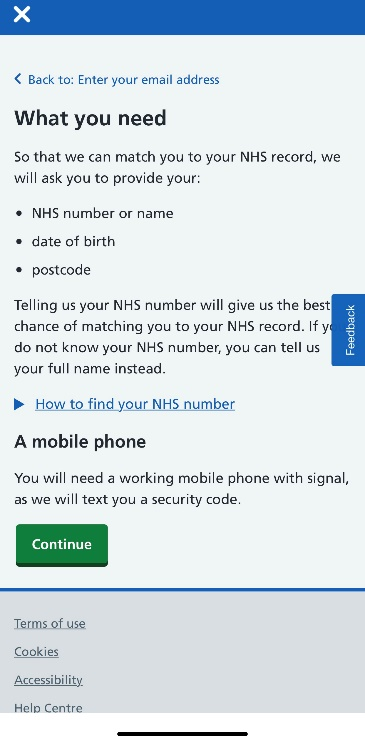 Back to: Enter your email address
What you need
So that we can match you to your NHS record, we
will ask you to provide your:
• NHS number or name
• date of birth
• postcode
Telling us your NHS number will give us the best
chance of matching you to your NHS record. If
do not know your NHS number, you can tell us
your full name instead.
Feedback
How to find your NHS number
A mobile phone
You will need a working mobile phone with signal,
as we will text you a security code.
Continue
Terms of use
Cookies
Accessibility
Help Centre